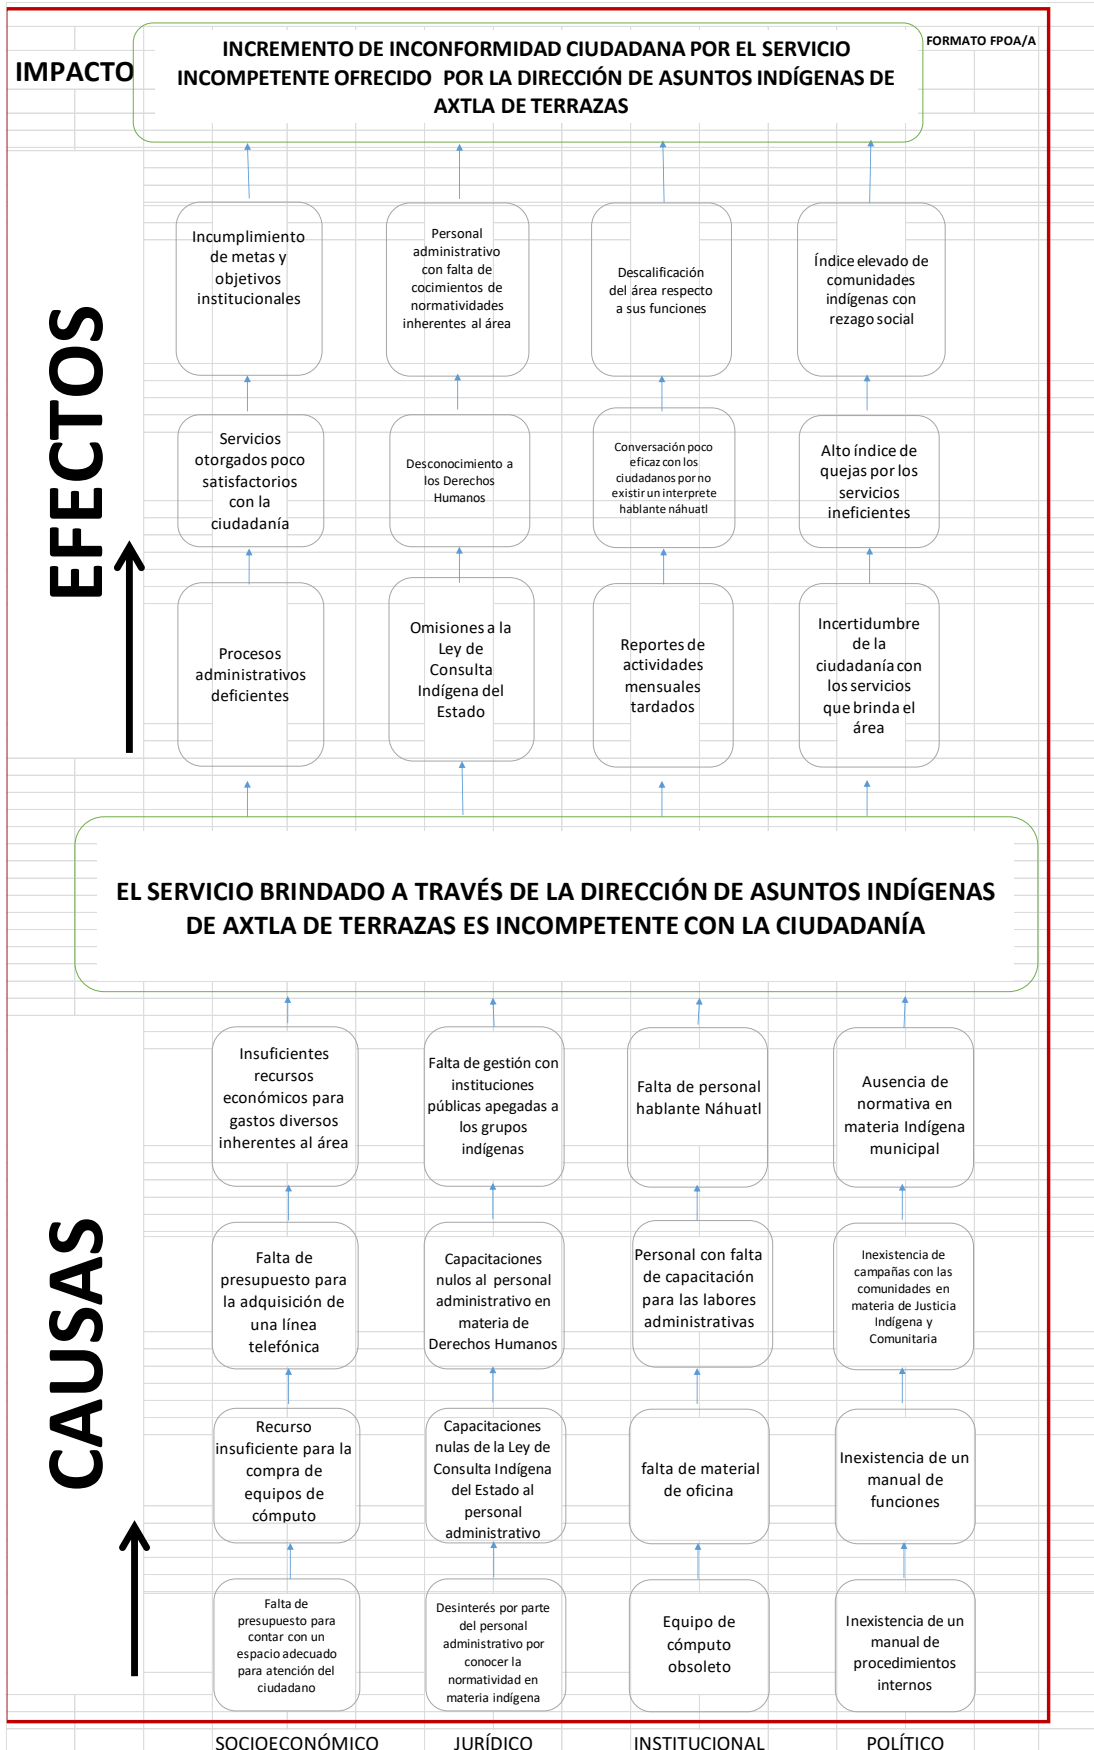 FORMATO FPOA/A
IMPACTO
INCREMENTO DE INCONFORMIDAD CIUDADANA POR EL SERVICIO
INCOMPETENTE OFRECIDO POR LA DIRECCIÓN DE ASUNTOS INDÍGENAS DE
AXTLA DE TERRAZAS
EFECTOS
Incumplimiento
de metas y
objetivos
institucionales
Personal
administrativo
con falta de
cocimientos de
normatividades
inherentes al área
Descalificación
del área respecto
a sus funciones
Índice elevado de
comunidades
indígenas con
rezago social
Servicios
otorgados poco
satisfactorios
con la
ciudadanía
Desconocimiento a
los Derechos
Humanos
Conversación poco
eficaz con los
ciudadanos por no
existir un interprete
hablante náhuatl
Alto índice de
quejas por los
servicios
ineficientes
Procesos
administrativos
deficientes
Omisiones a la
Ley de
Consulta
Indígena del
Estado
Reportes de
actividades
mensuales
tardados
Incertidumbre
de la
ciudadanía con
los servicios
que brinda el
área
EL SERVICIO BRINDADO A TRAVÉS DE LA DIRECCIÓN DE ASUNTOS INDÍGENAS
DE AXTLA DE TERRAZAS ES INCOMPETENTE CON LA CIUDADANÍA
CAUSAS
Insuficientes
recursos
económicos para
gastos diversos
inherentes al área
Falta de gestión con
instituciones
públicas apegadas a
los grupos
indígenas
Falta de personal
hablante Náhuatl
Ausencia de
normativa en
materia Indígena
municipal
Falta de
presupuesto para
la adquisición de
una línea
telefónica
Capacitaciones
nulos al personal
administrativo en
materia de
Derechos Humanos
Personal con falta
de capacitación
para las labores
administrativas
Inexistencia de
campañas con las
comunidades en
materia de Justicia
Indígena y
Comunitaria
Recurso
insuficiente para la
compra de
equipos de
cómputo
Capacitaciones
nulas de la Ley de
Consulta Indígena
del Estado al
personal
administrativo
falta de material
de oficina
Inexistencia de un
manual de
funciones
Falta de
presupuesto para
contar con un
espacio adecuado
para atención del
ciudadano
Desinterés por parte
del personal
administrativo por
conocer la
normatividad en
materia indígena
Equipo de
cómputo
obsoleto
Inexistencia de un
manual de
procedimientos
internos
SOCIOECONÓMICO
JURÍDICO
INSTITUCIONAL
POLÍTICO